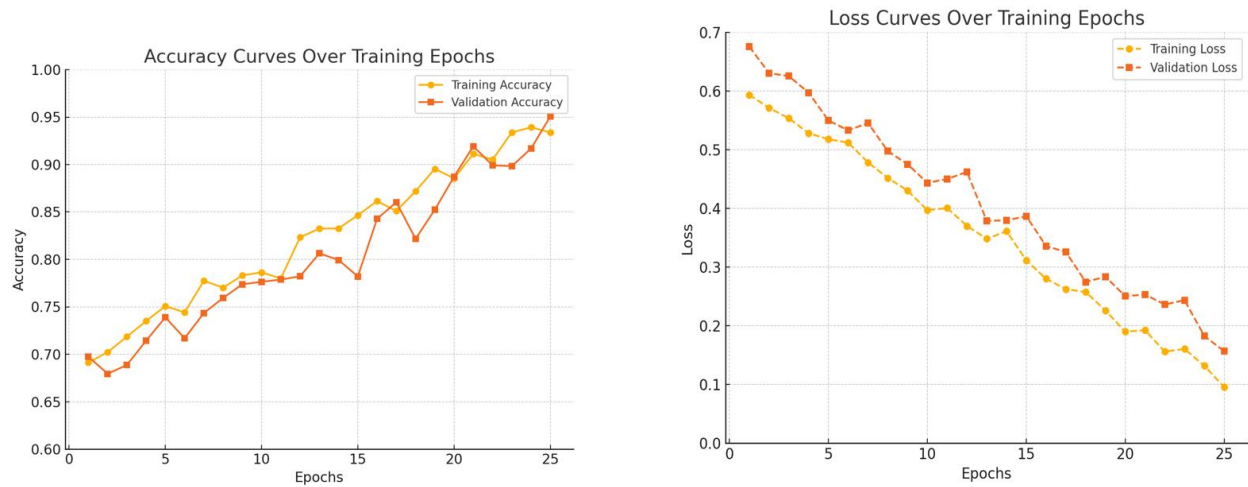 Accuracy Curves Over Training Epochs
1.00
0.95
0.90
0.85
0.80
0.75
0.70
0.65
0.60
Accuracy
Training Accuracy
Validation Accuracy
0 5 10 15 20 25
Epochs
Loss Curves Over Training Epochs
0.7
0.6
0.5
0.4
0.3
0.2
0.1
0.0
Loss
Training Loss
Validation Loss
0 5 10 15 20 25
Epochs